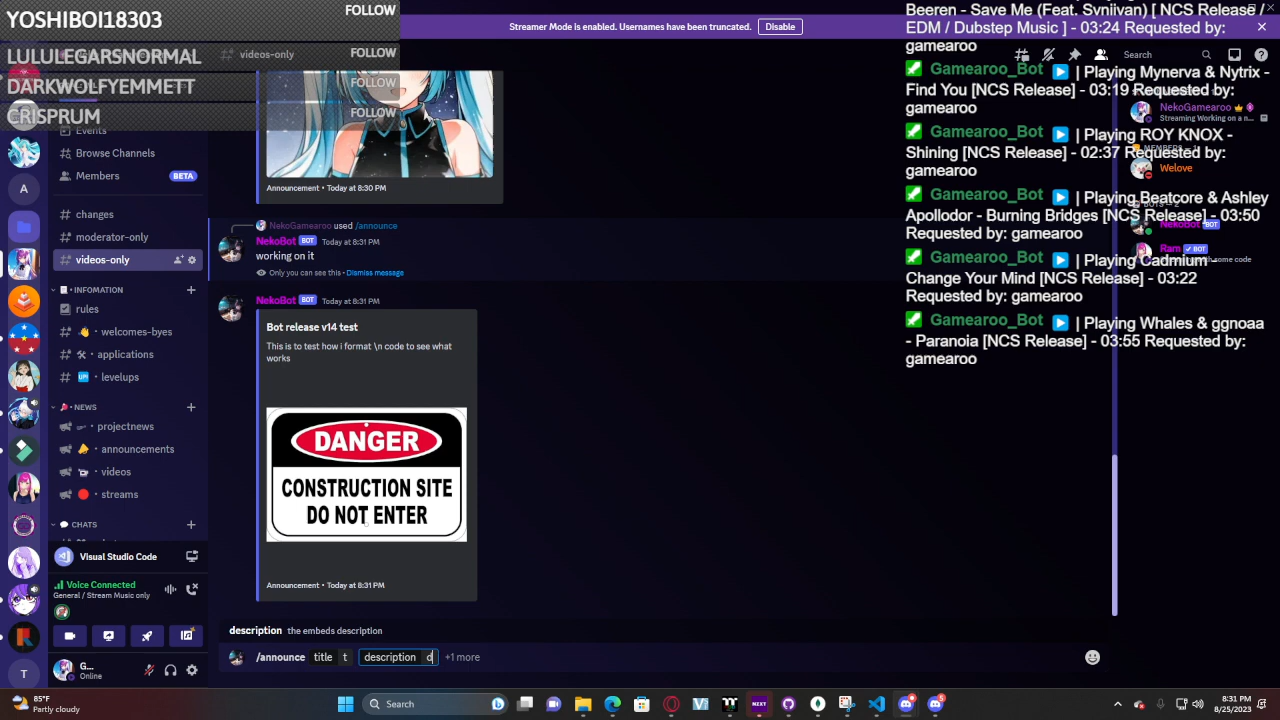 YOSHIBOI18303
FOLLOW
LULULEGARSNORMAL
FOLLOW
DARKWOLFYEMMETT
FOLLOW
CRISPRUM
FOLLOW
Streamer Mode is enabled. Usernames have been truncated.
Disable
videos-only
Search
Events
Browse Channels
Members
BETA
changes
moderator-only
videos-only
INFOMATION
rules
welcomes-byes
applications
levelups
NEWS
projectnews
announcements
videos
streams
CHATS
Visual Studio Code
Voice Connected
General / Stream Music only
G...
Online
A
T
Announcement • Today at 8:30 PM
NekoGamearoo used /announce
NekoBot BOT Today at 8:31 PM
working on it
Only you can see this • Dismiss message
NekoBot BOT Today at 8:31 PM
Bot release v14 test
This is to test how i format \n code to see what
works
DANGER
CONSTRUCTION SITE
DO NOT ENTER
Announcement • Today at 8:31 PM
description the embeds description
/announce title t description d +1 more
Beeren - Save Me (Feat. Svniivan) [ NCS Release
EDM / Dubstep Music ] - 03:24 Requested by:
gamearoo
Gamearoo_Bot | Playing Mynerva & Nytrix -
Find You [NCS Release] - 03:19 Requested by:
gamearoo
Gamearoo_Bot | Playing ROY KNOX -
Shining [NCS Release] - 02:37 Requested by:
gamearoo
Gamearoo_Bot | Playing Beatcore & Ashley
Apollodor - Burning Bridges [NCS Release] - 03:50
Requested by: gamearoo
Gamearoo_Bot | Playing Cadmium -
Change Your Mind [NCS Release] - 03:22
Requested by: gamearoo
Gamearoo_Bot | Playing Whales & ggnoaa
- Paranoia [NCS Release] - 03:55 Requested by:
gamearoo
NekoGamearoo
Streaming Working on a n...
Welove
NekoBot BOT
Ram BOT
some code
85°F
Partly cloudy
Search
NEXT
8:31 PM
8/25/2023